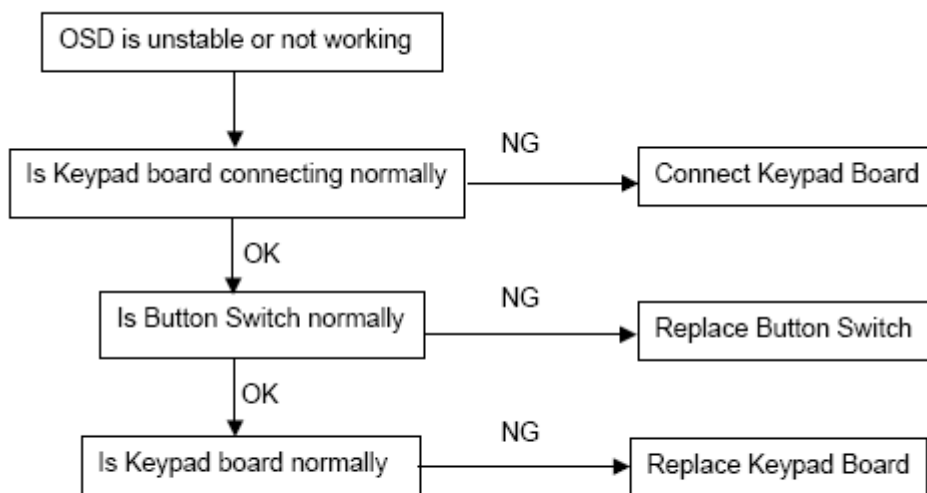 OSD is unstable or not working
NG
Is Keypad board connecting normally
Connect Keypad Board
OK
NG
Is Button Switch normally
Replace Button Switch
OK
NG
Is Keypad board normally
Replace Keypad Board